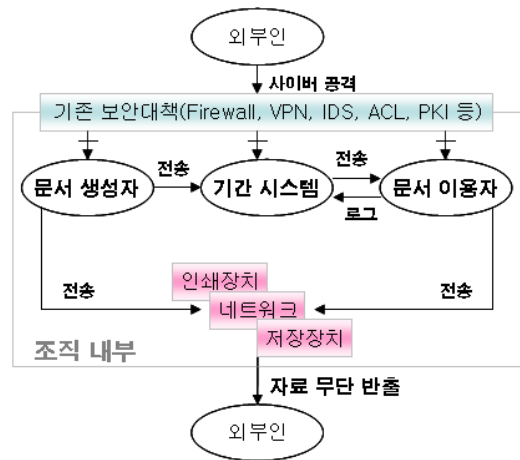 외부인
사이버 공격
기존 보안대책(Firewall, VPN, IDS, ACL, PKI 등)
전송
전송
문서 생성자
기간 시스템
문서 이용자
로그
전송
인쇄장치
전송
네트워크
저장장치
조직 내부
자료 무단 반출
외부인